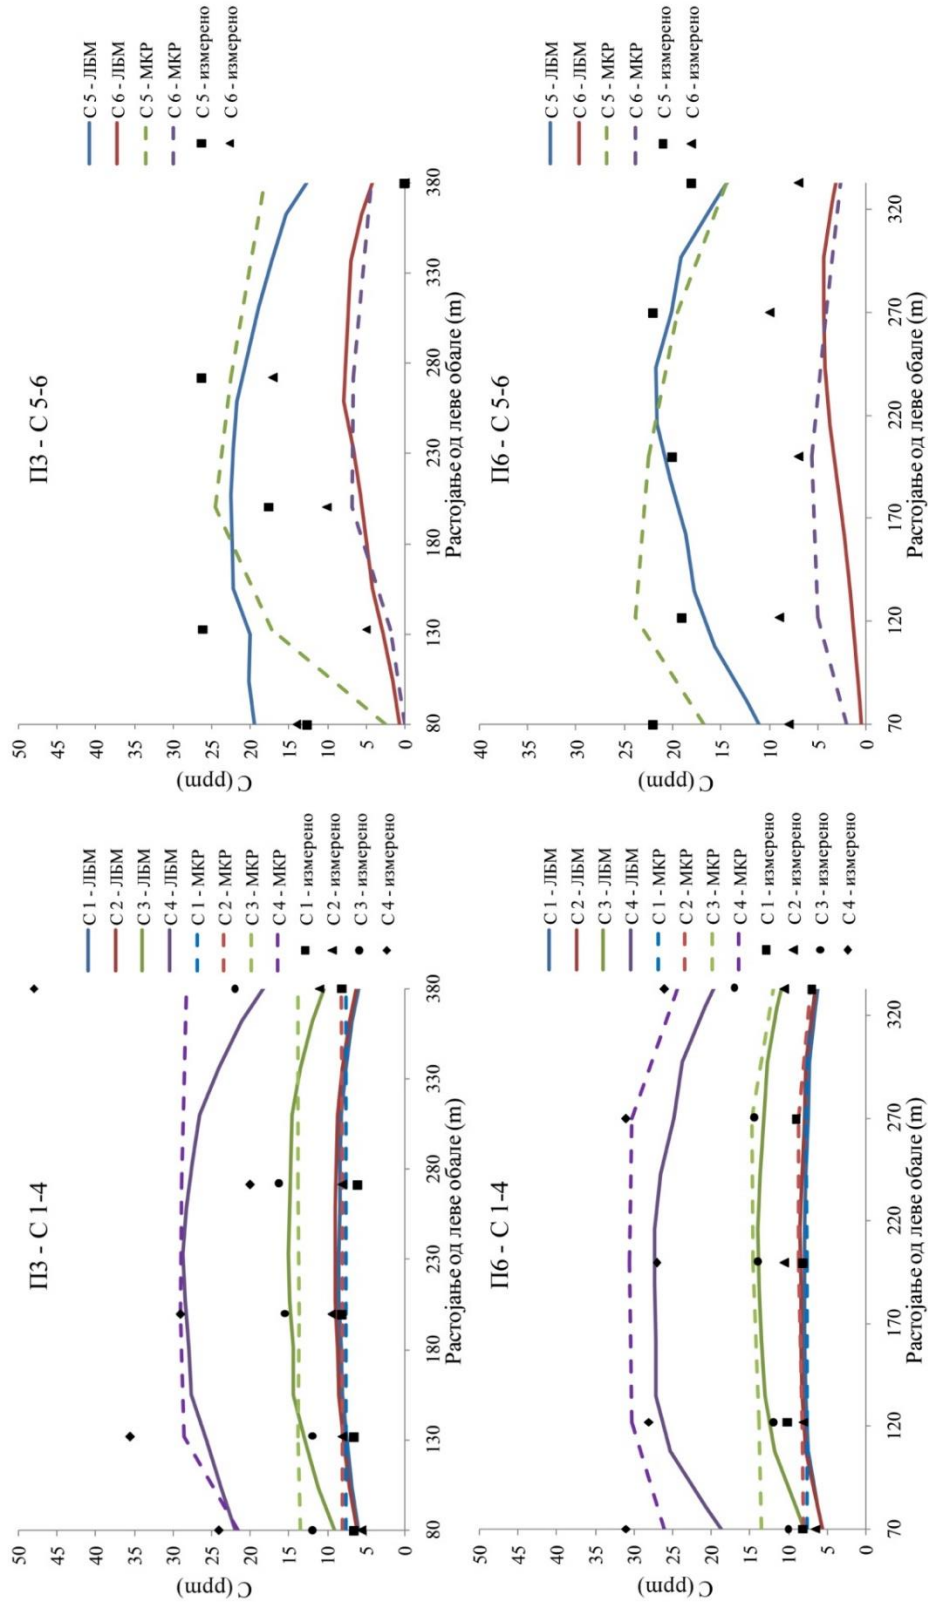 П3 - С 1-4
50
45
40
35
30
25
20
15
10
5
0
C (ppm)
80
130
180
230
280
330
380
Растојање од леве обале (m)
С 1 - ЛБМ
С 2 - ЛБМ
С 3 - ЛБМ
С 4 - ЛБМ
С 1 - МКР
С 2 - МКР
С 3 - МКР
С 4 - МКР
С 1 - измерено
С 2 - измерено
С 3 - измерено
С 4 - измерено
П3 - С 5-6
50
45
40
35
30
25
20
15
10
5
0
C (ppm)
80
130
180
230
280
330
380
Растојање од леве обале (m)
С 5 - ЛБМ
С 6 - ЛБМ
С 5 - МКР
С 6 - МКР
С 5 - измерено
С 6 - измерено
П6 - С 1-4
50
45
40
35
30
25
20
15
10
5
0
C (ppm)
70
120
170
220
270
320
Растојање од леве обале (m)
С 1 - ЛБМ
С 2 - ЛБМ
С 3 - ЛБМ
С 4 - ЛБМ
С 1 - МКР
С 2 - МКР
С 3 - МКР
С 4 - МКР
С 1 - измерено
С 2 - измерено
С 3 - измерено
С 4 - измерено
П6 - С 5-6
40
35
30
25
20
15
10
5
0
C (ppm)
70
120
170
220
270
320
Растојање од леве обале (m)
С 5 - ЛБМ
С 6 - ЛБМ
С 5 - МКР
С 6 - МКР
С 5 - измерено
С 6 - измерено